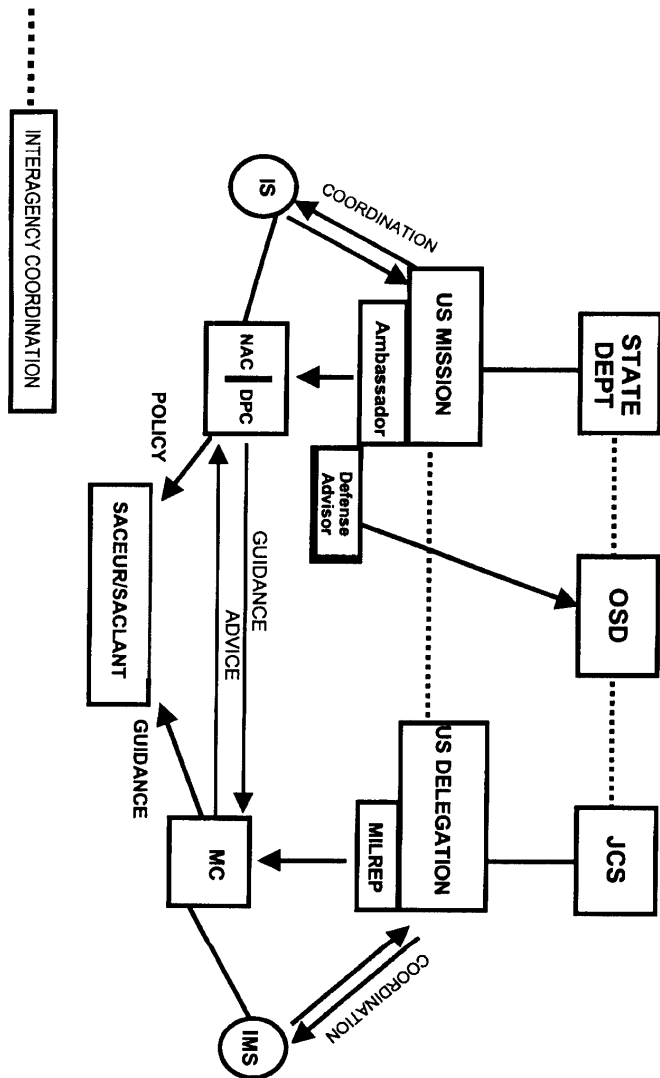 STATE
DEPT
OSD
JCS
US MISSION
Ambassador
Defense
Advisor
US DELEGATION
MILREP
COORDINATION
COORDINATION
IS
NAC
DPC
GUIDANCE
ADVICE
MC
IMS
POLICY
GUIDANCE
SACEUR/SACLANT
INTERAGENCY COORDINATION